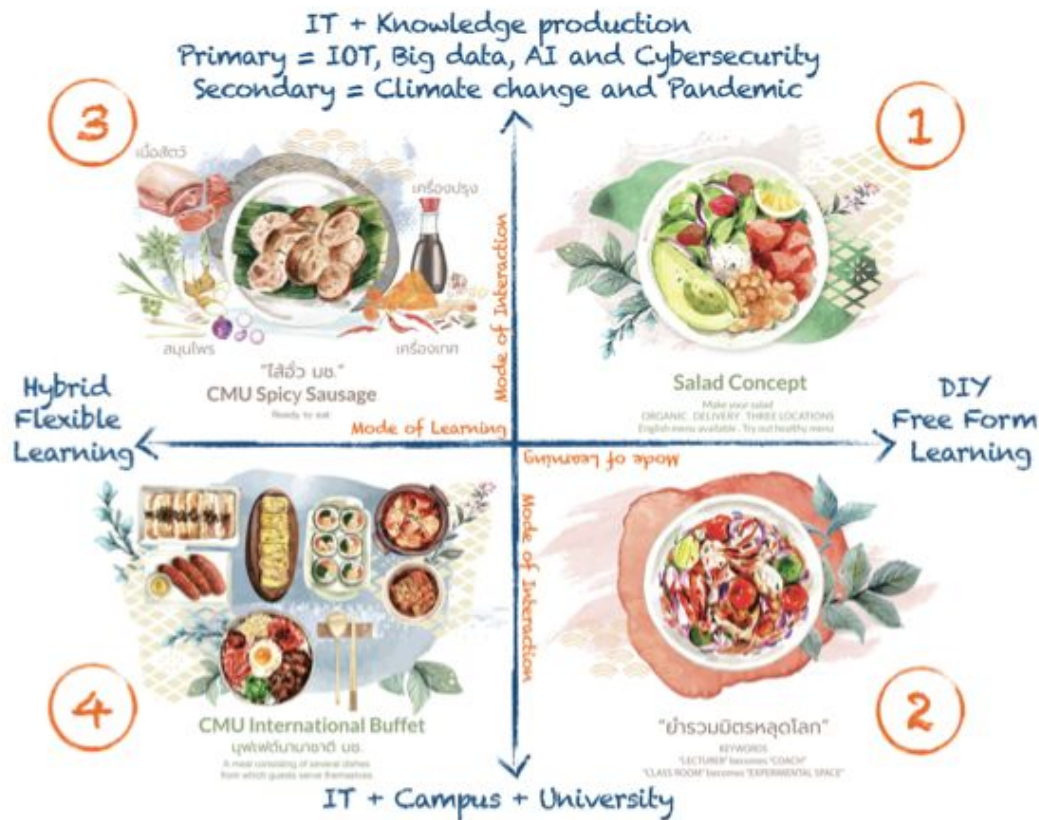 IT + Knowledge production
Primary = IOT, Big data, AI and Cybersecurity
Secondary = Climate change and Pandemic
3
1
เนื้อสัตว์
เครื่องปรุง
สมุนไพร
เครื่องเทศ
"ไส้อั่ว มช."
CMU Spicy Sausage
Ready to eat
Mode of Interaction
Mode of Learning
Salad Concept
Make your salad
ORGANIC . DELIVERY . THREE LOCATIONS
English menu available . Try out healthy menu
Hybrid
Flexible
Learning
DIY
Free Form
Learning
Mode of Learning
Mode of Interaction
4
CMU International Buffet
บุฟเฟต์นานาชาติ มช.
A meal consisting of several dishes
from which guests serve themselves
2
"ยำรวมมิตรหลุดโลก"
KEYWORDS
"LECTURER" becomes "COACH"
"CLASS ROOM" becomes "EXPERIMENTAL SPACE"
IT + Campus + University